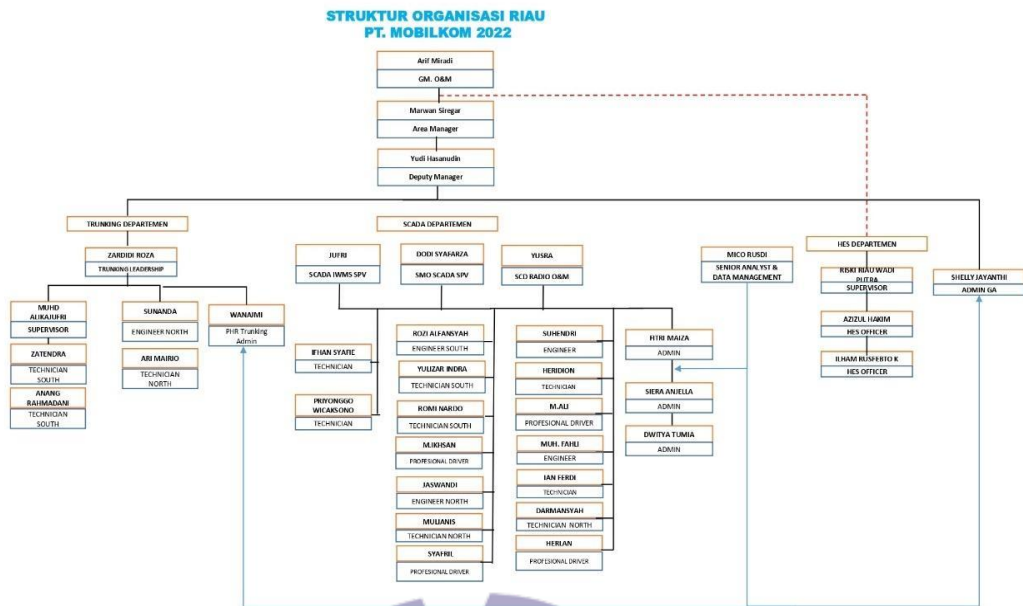 STRUKTUR ORGANISASI RIAU
PT. MOBILKOM 2022
Arif Miradi
GM. O&M
Marwan Siregar
Area Manager
Yudi Hasanudin
Deputy Manager
TRUNKING DEPARTEMEN
ZARDIDI ROZA
TRUNKING LEADERSHIP
MUHD
ALIKAJUFRI
SUPERVISOR
ZATENDRA
TECHNICIAN
SOUTH
ANANG
RAHMADANI
TECHNICIAN
SOUTH
SUNANDA
ENGINEER NORTH
ARI MAIRIO
TECHNICIAN
NORTH
WANAIMI
PHR Trunking
Admin
SCADA DEPARTEMEN
JUFRI
SCADA IWMS SPV
DODI SYAFARZA
SMO SCADA SPV
YUSRA
SCD RADIO O&M
IFHAN SYAFIE
TECHNICIAN
PRIYONGGO
WICAKSONO
TECHNICIAN
ROZI ALFANSYAH
ENGINEER SOUTH
YULIZAR INDRA
TECHNICIAN SOUTH
ROMI NARDO
TECHNICIAN SOUTH
M.IKHSAN
PROFESIONAL DRIVER
JASWANDI
ENGINEER NORTH
MULIANIS
TECHNICIAN NORTH
SYAFRIL
PROFESIONAL DRIVER
SUHENDRI
ENGINEER
HERIDION
TECHNICIAN
M.ALI
PROFESIONAL DRIVER
MUH. FAHLI
ENGINEER
IAN FERDI
TECHNICIAN
DARMANSYAH
TECHNICIAN NORTH
HERLAN
PROFESIONAL DRIVER
FITRI MAIZA
ADMIN
SIERA ANJELLA
ADMIN
DWITYA TUMIA
ADMIN
MICO RUSDI
SENIOR ANALYST &
DATA MANAGEMENT
HES DEPARTEMEN
RISKI RIAU WADI
PUTRA
SUPERVISOR
AZIZUL HAKIM
HES OFFICER
ILHAM RUSFEBTO K
HES OFFICER
SHELLY JAYANTHI
ADMIN GA